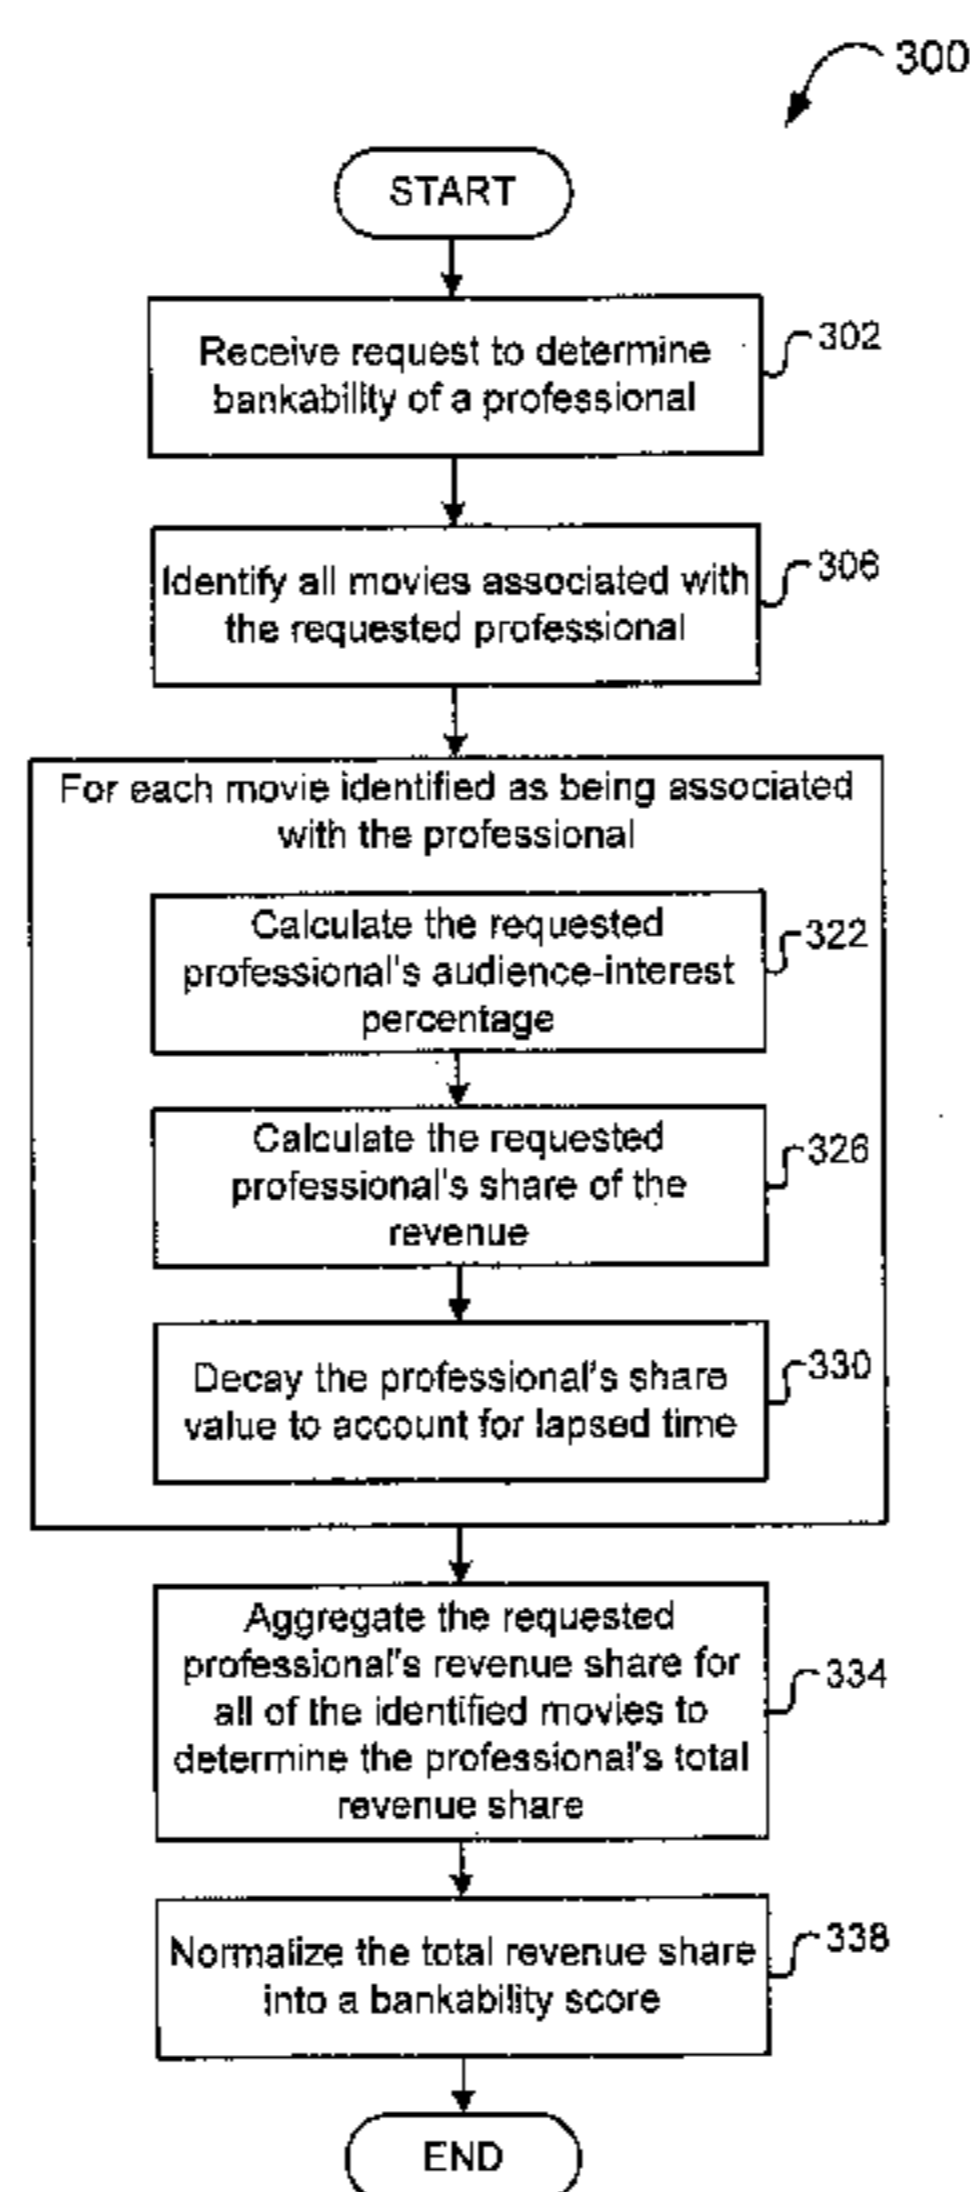 300
START
Receive request to determine
bankability of a professional
302
Identify all movies associated with
the requested professional
306
For each movie identified as being associated
with the professional
Calculate the requested
professional's audience-interest
percentage
322
Calculate the requested
professional's share of the
revenue
326
Decay the professional's share
value to account for lapsed time
330
Aggregate the requested
professional's revenue share for
all of the identified movies to
determine the professional's total
revenue share
334
Normalize the total revenue share
into a bankability score
338
END